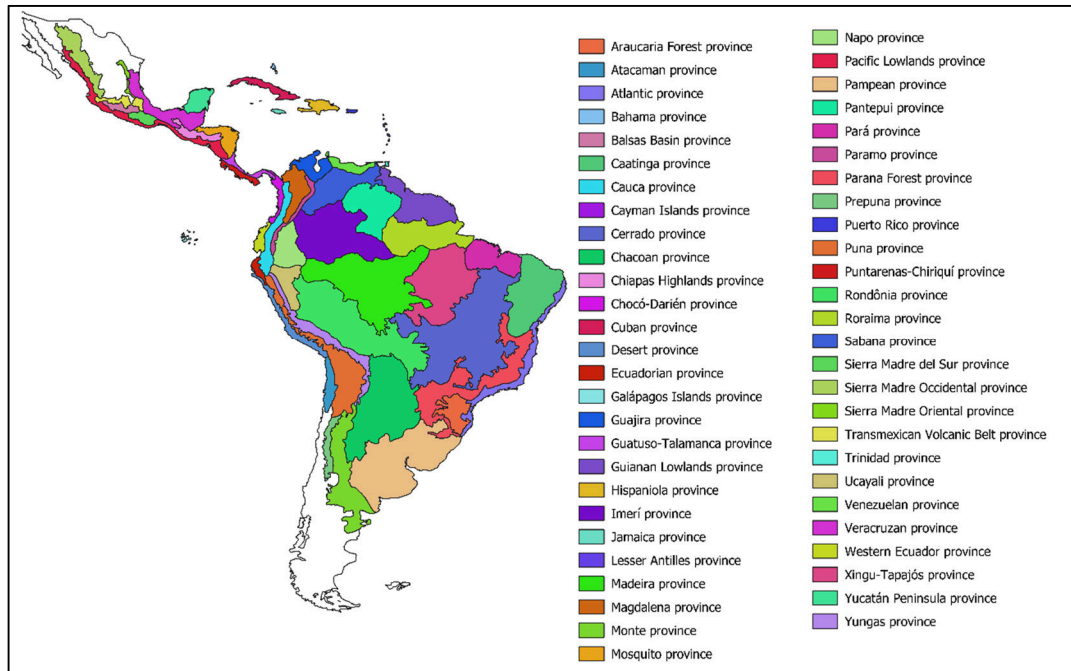 Araucaria Forest province
Atacaman province
Atlantic province
Bahama province
Balsas Basin province
Caatinga province
Cauca province
Cayman Islands province
Cerrado province
Chacoan province
Chiapas Highlands province
Chocó-Darién province
Cuban province
Desert province
Ecuadorian province
Galápagos Islands province
Guajira province
Guatuso-Talamanca province
Guianan Lowlands province
Hispaniola province
Imerí province
Jamaica province
Lesser Antilles province
Madeira province
Magdalena province
Monte province
Mosquito province
Napo province
Pacific Lowlands province
Pampean province
Pantepui province
Pará province
Paramo province
Parana Forest province
Prepuna province
Puerto Rico province
Puna province
Puntarenas-Chiriquí province
Rondônia province
Roraima province
Sabana province
Sierra Madre del Sur province
Sierra Madre Occidental province
Sierra Madre Oriental province
Transmexican Volcanic Belt province
Trinidad province
Ucayali province
Venezuelan province
Veracruzan province
Western Ecuador province
Xingu-Tapajós province
Yucatán Peninsula province
Yungas province